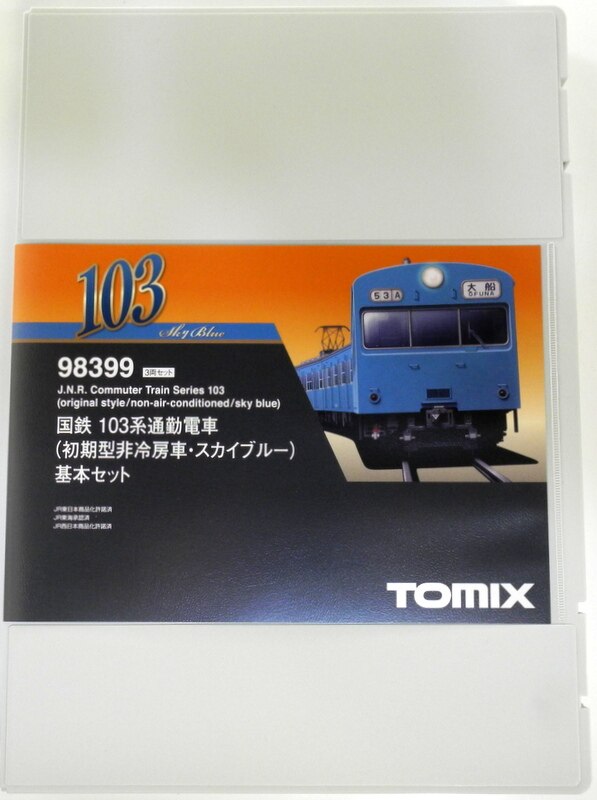 103
Sky Blue
53A
大船
OFUNA
98399 3両セット
J.N.R. Commuter Train Series 103
(original style/non-air-conditioned/sky blue)
国鉄 103系通勤電車
(初期型非冷房車・スカイブルー)
基本セット
JR東日本商品化許諾済
JR東海承認済
JR西日本商品化許諾済
TOMIX